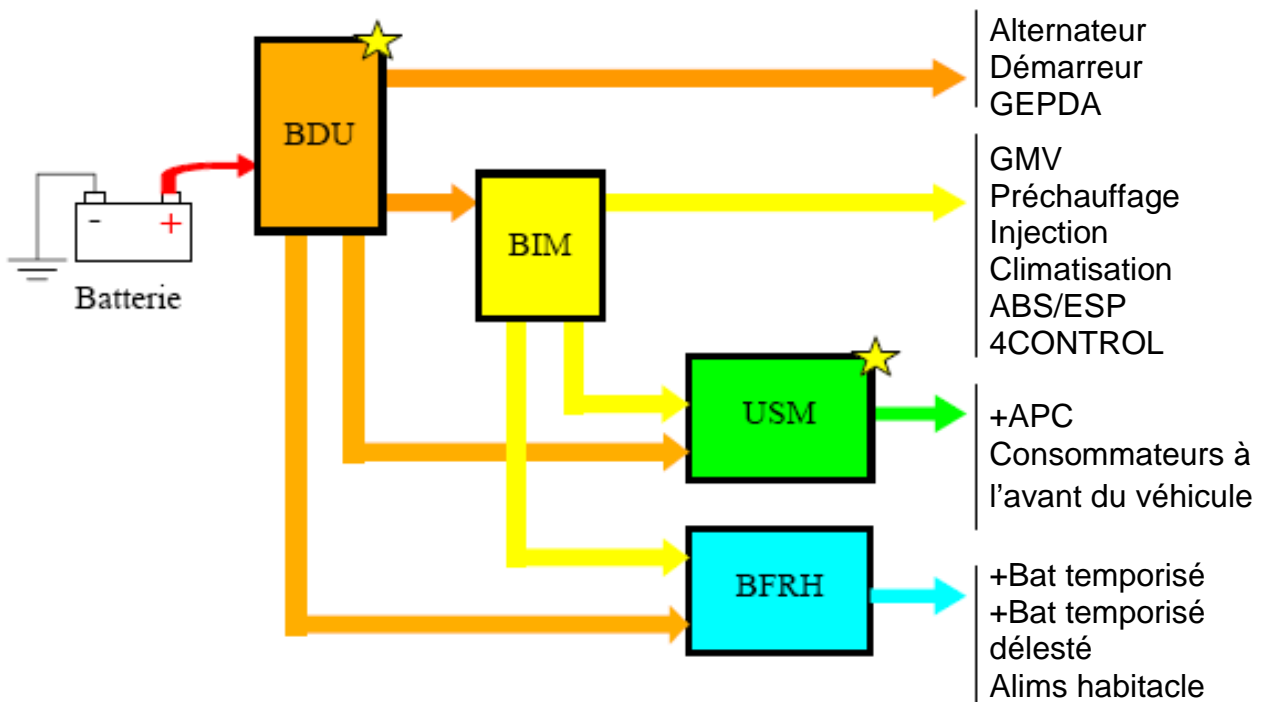 Alternateur
Démarreur
GEPDA
BDU
GMV
Préchauffage
Injection
Climatisation
ABS/ESP
4CONTROL
- +
BIM
Batterie
USM
+APC
Consommateurs à
l'avant du véhicule
BFRH
+Bat temporisé
+Bat temporisé
délesté
Alims habitacle